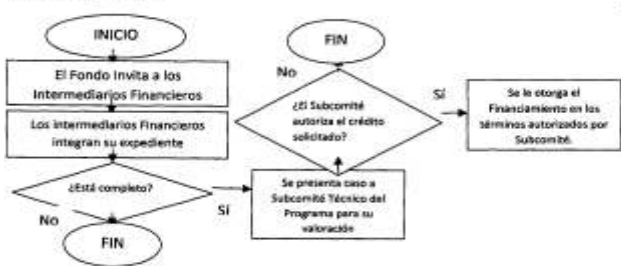 INICIO
El Fondo Invita a los
Intermediarios Financieros
Los intermediarios Financieros
integran su expediente
¿Está completo?
No
Sí
FIN
Se presenta caso a
Subcomité Técnico del
Programa para su
valoración
¿El Subcomité
autoriza el crédito
solicitado?
No
FIN
Sí
Se le otorga el
Financiamiento en los
términos autorizados por
Subcomité.